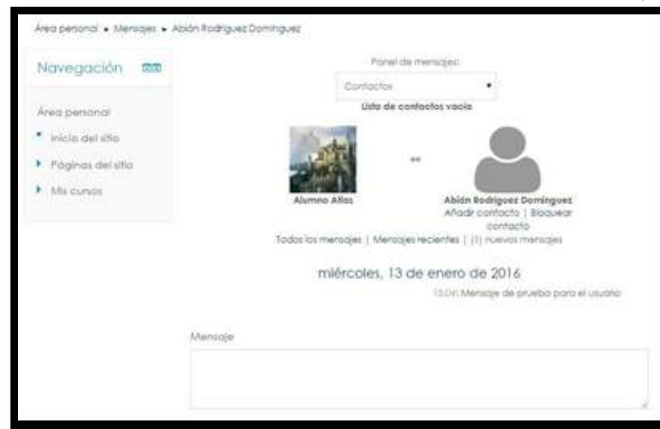 Área personal ▸ Mensajes ▸ Abián Rodríguez Domínguez
Navegación
Área personal
Inicio del sitio
Páginas del sitio
Mis cursos
Panel de mensajes:
Contactos
Lista de contactos vacía
Alumno Atlas
Abián Rodríguez Domínguez
Añadir contacto | Bloquear
contacto
Todos los mensajes | Mensajes recientes | (1) nuevos mensajes
miércoles, 13 de enero de 2016
13:04: Mensaje de prueba para el usuario
Mensaje